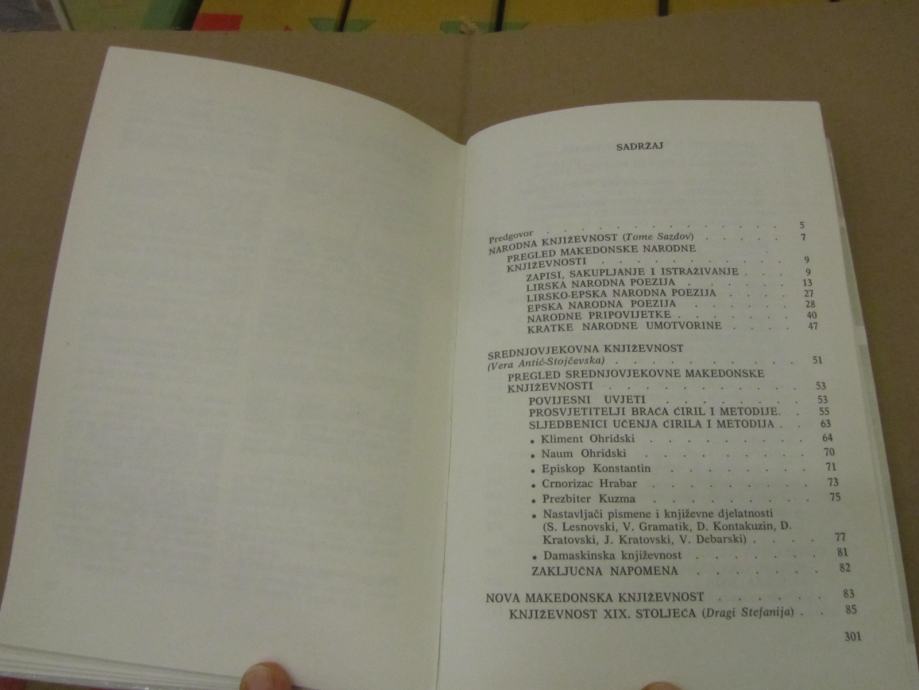 SADRŽAJ
Predgovor . . . . . . . . . . . . . . 5
NARODNA KNJIŽEVNOST (Tome Sazdov) . . . . . 7
PREGLED MAKEDONSKE NARODNE
KNJIŽEVNOSTI . . . . . . . . . . . 9
ZAPISI, SAKUPLJANJE I ISTRAŽIVANJE . . . 9
LIRSKA NARODNA POEZIJA . . . . . . 13
LIRSKO-EPSKA NARODNA POEZIJA . . . . 27
EPSKA NARODNA POEZIJA . . . . . . 28
NARODNE PRIPOVIJETKE . . . . . . . 40
KRATKE NARODNE UMOTVORINE . . . . 47
SREDNJOVJEKOVNA KNJIŽEVNOST
(Vera Antić-Stojčevska) . . . . . . . . . . 51
PREGLED SREDNJOVJEKOVNE MAKEDONSKE
KNJIŽEVNOSTI . . . . . . . . . . . 53
POVIJESNI UVJETI . . . . . . . . . 53
PROSVJETITELJI BRAĆA ĆIRIL I METODIJE. . 55
SLJEDBENICI UČENJA ĆIRILA I METODIJA . . 63
• Kliment Ohridski . . . . . . . . . 64
• Naum Ohridski . . . . . . . . . . 70
• Episkop Konstantin . . . . . . . . 71
• Crnorizac Hrabar . . . . . . . . . 73
• Prezbiter Kuzma . . . . . . . . . 75
• Nastavljači pismene i književne djelatnosti
(S. Lesnovski, V. Gramatik, D. Kontakuzin, D.
Kratovski, J. Kratovski, V. Debarski) . . . . 77
• Damaskinska književnost . . . . . . 81
ZAKLJUČNA NAPOMENA . . . . . . . 82
NOVA MAKEDONSKA KNJIŽEVNOST . . . . . . 83
KNJIŽEVNOST XIX. STOLJEĆA (Dragi Stefanija) . . 85
301